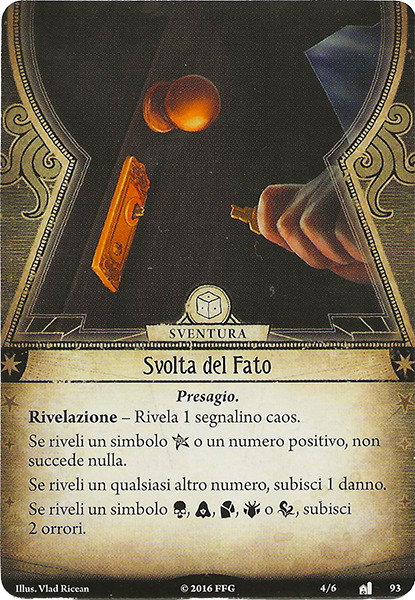 SVENTURA
Svolta del Fato
Presagio.
Rivelazione – Rivela 1 segnalino caos.
Se riveli un simbolo o un numero positivo, non
succede nulla.
Se riveli un qualsiasi altro numero, subisci 1 danno.
Se riveli un simbolo , , , o , subisci
2 orrori.
Illus. Vlad Ricean © 2016 FFG 4/6 93